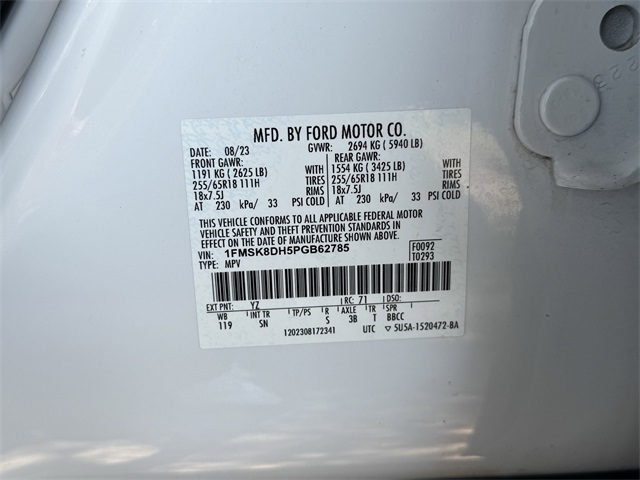 MFD. BY FORD MOTOR CO.
DATE: 08/23 GVWR: 2694 KG ( 5940 LB)
FRONT GAWR: REAR GAWR:
1191 KG ( 2625 LB) WITH 1554 KG ( 3425 LB) WITH
255/65R18 111H TIRES 255/65R18 111H TIRES
18x7.5J RIMS 18x7.5J RIMS
AT 230 kPa/ 33 PSI COLD AT 230 kPa/ 33 PSI COLD
THIS VEHICLE CONFORMS TO ALL APPLICABLE FEDERAL MOTOR
VEHICLE SAFETY AND THEFT PREVENTION STANDARDS IN
EFFECT ON THE DATE OF MANUFACTURE SHOWN ABOVE.
VIN: 1FMSK8DH5PGB62785 F0092
TYPE: MPV T0293
EXT PNT: YZ RC: 71 DSO:
WB INT TR TP/PS R AXLE TR SPR
119 SN S 3B T BBCC
1202308172341 UTC ▽ 5U5A-1520472-BA
223